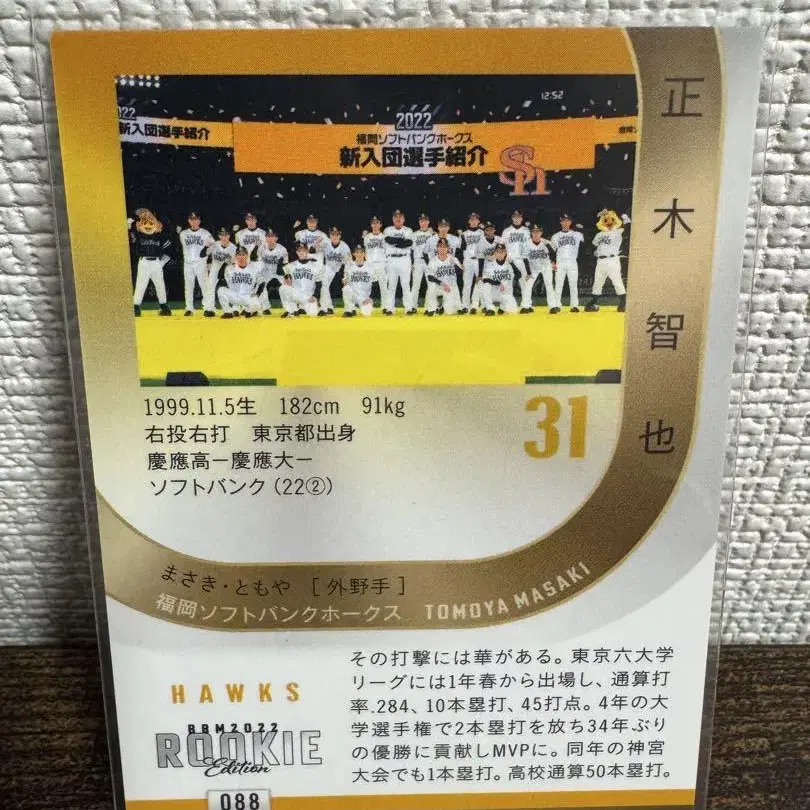 12:52
2022
福岡ソフトバンクホークス
新入団選手紹介
新入団選手紹介
正木智也
1999.11.5生 182cm 91kg
右投右打 東京都出身
慶應高ー慶應大ー
ソフトバンク(22②)
31
まさき・ともや [外野手]
福岡ソフトバンクホークス TOMOYA MASAKI
HAWKS
BBM2022
ROOKIE
Edition
088
その打撃には華がある。東京六大学
リーグには1年春から出場し、通算打
率.284、10本塁打、45打点。4年の大
学選手権で2本塁打を放ち34年ぶり
の優勝に貢献しMVPに。同年の神宮
大会でも1本塁打。高校通算50本塁打。